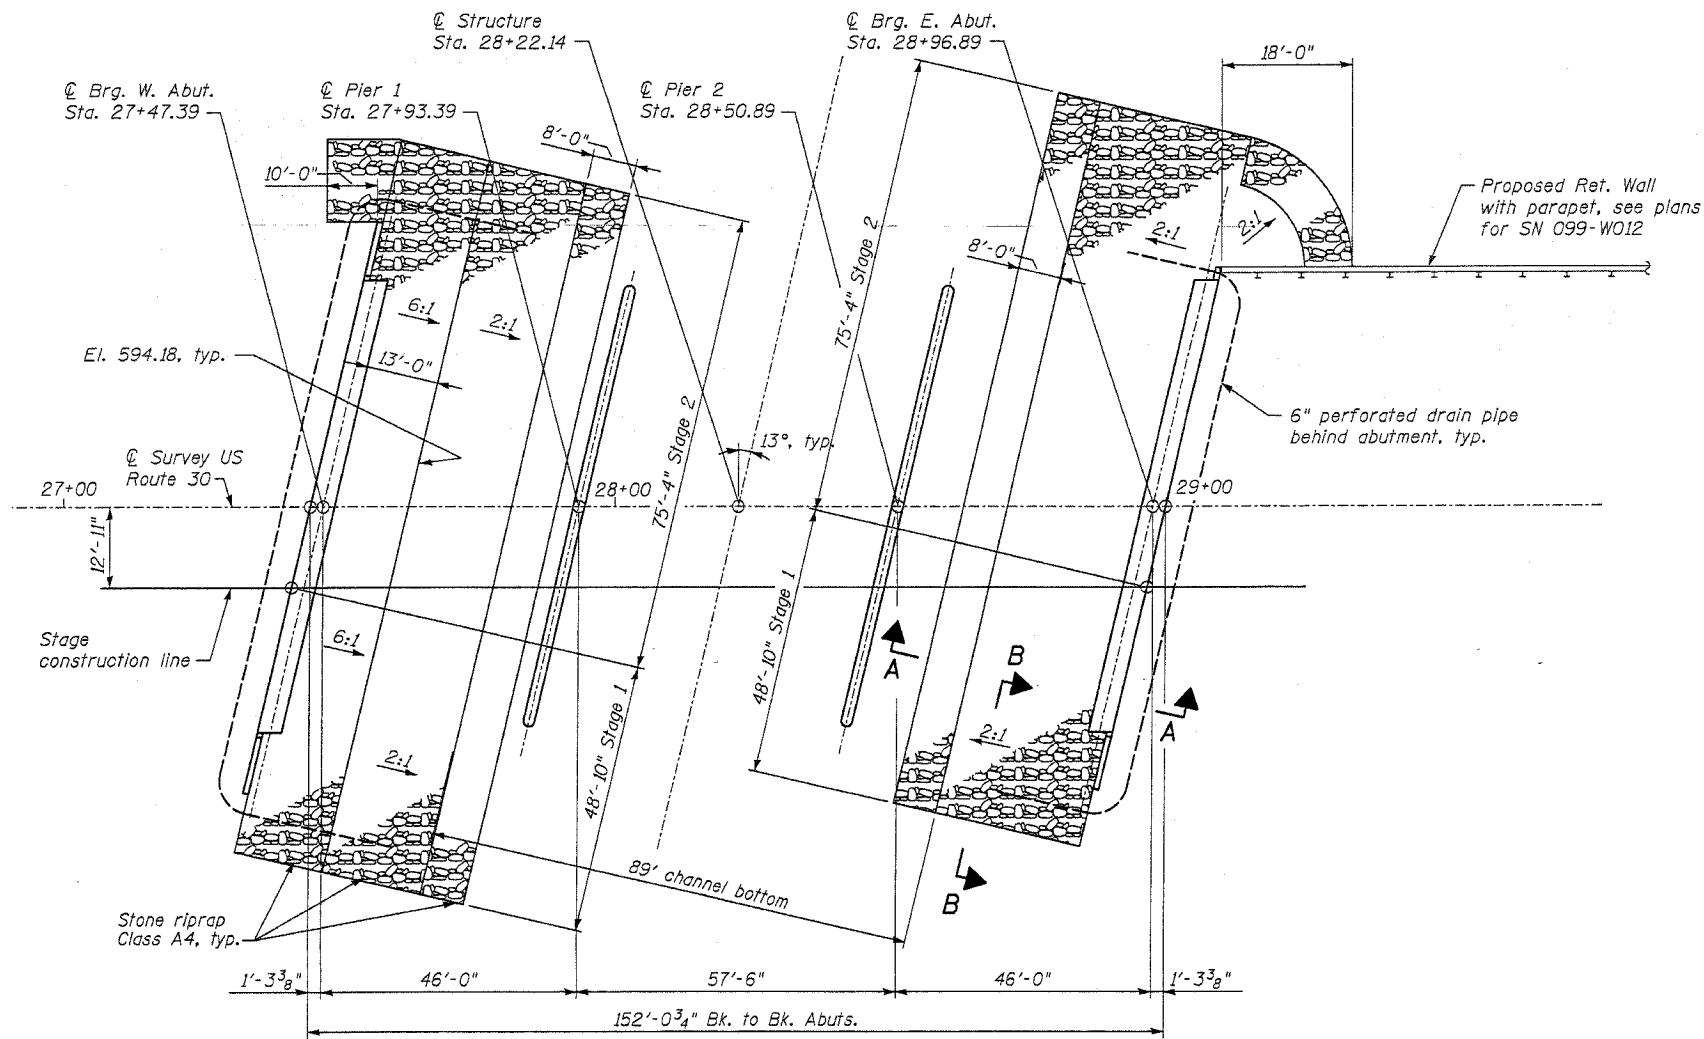 ℄ Structure
Sta. 28+22.14
℄ Brg. E. Abut.
Sta. 28+96.89
18'-0"
℄ Brg. W. Abut.
Sta. 27+47.39
℄ Pier 1
Sta. 27+93.39
℄ Pier 2
Sta. 28+50.89
8'-0"
10'-0"
Proposed Ret. Wall
with parapet, see plans
for SN 099-W012
2:1
2:1
8'-0"
75'-4" Stage 2
6:1
2:1
El. 594.18, typ.
13'-0"
75'-4" Stage 2
6" perforated drain pipe
behind abutment, typ.
13°, typ.
℄ Survey US
Route 30
27+00
28+00
29+00
12'-11"
Stage
construction line
6:1
48'-10" Stage 1
A
B
A
2:1
2:1
48'-10" Stage 1
89' channel bottom
B
Stone riprap
Class A4, typ.
1'-3⅜"
46'-0"
57'-6"
46'-0"
1'-3⅜"
152'-0¾" Bk. to Bk. Abuts.